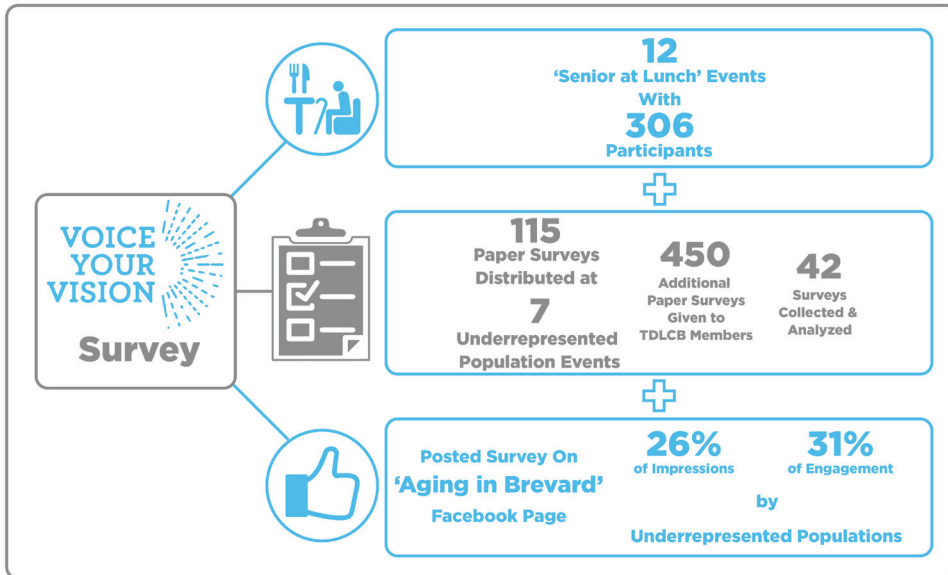 VOICE
YOUR
VISION
Survey
12
‘Senior at Lunch’ Events
With
306
Participants
115
Paper Surveys
Distributed at
7
Underrepresented
Population Events
450
Additional
Paper Surveys
Given to
TDLCB Members
42
Surveys
Collected &
Analyzed
Posted Survey On
‘Aging in Brevard’
Facebook Page
26%
of Impressions
31%
of Engagement
by
Underrepresented Populations